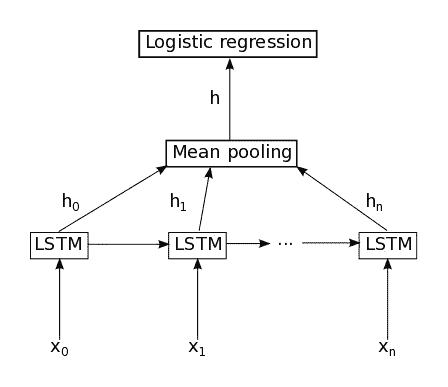 Logistic regression
h
Mean pooling
h₀ h₁ hₙ
LSTM LSTM ... LSTM
x₀ x₁ xₙ